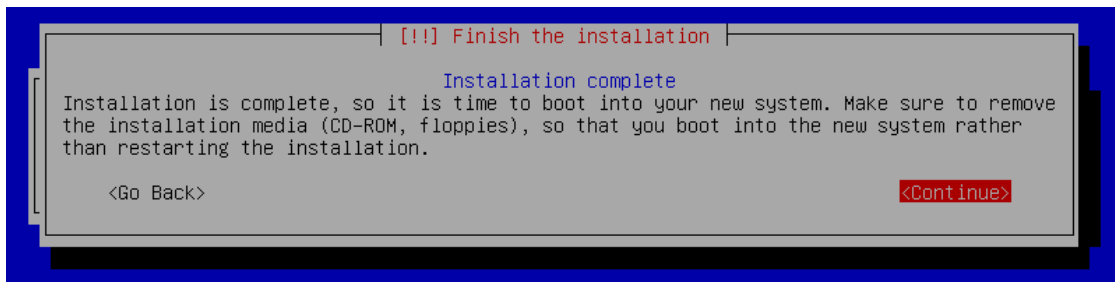 [!!] Finish the installation
Installation complete
Installation is complete, so it is time to boot into your new system. Make sure to remove
the installation media (CD-ROM, floppies), so that you boot into the new system rather
than restarting the installation.
<Go Back> <Continue>